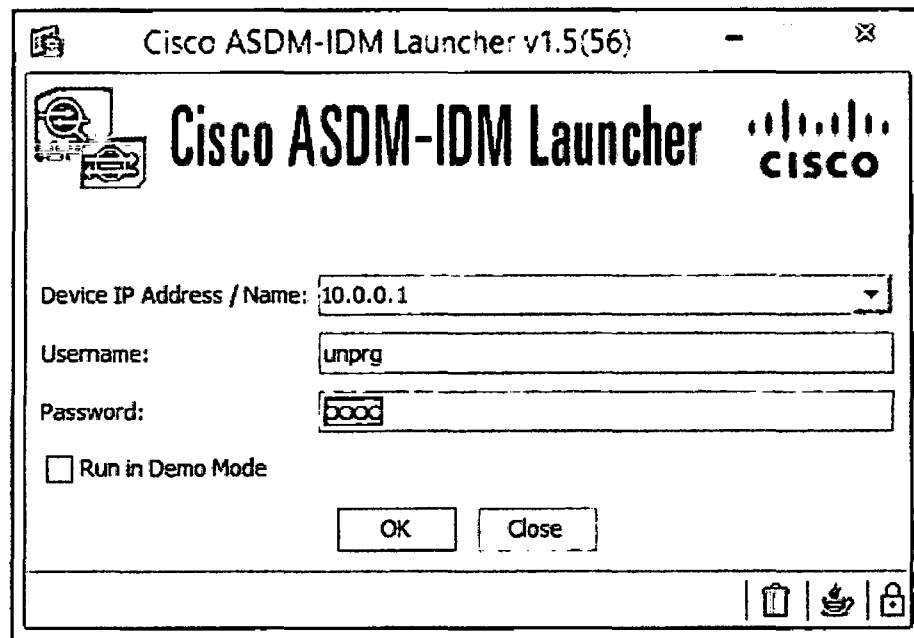 Cisco ASDM-IDM Launcher v1.5(56)
Cisco ASDM-IDM Launcher
CISCO
Device IP Address / Name: 10.0.0.1
Username: unprg
Password:
Run in Demo Mode
OK Close